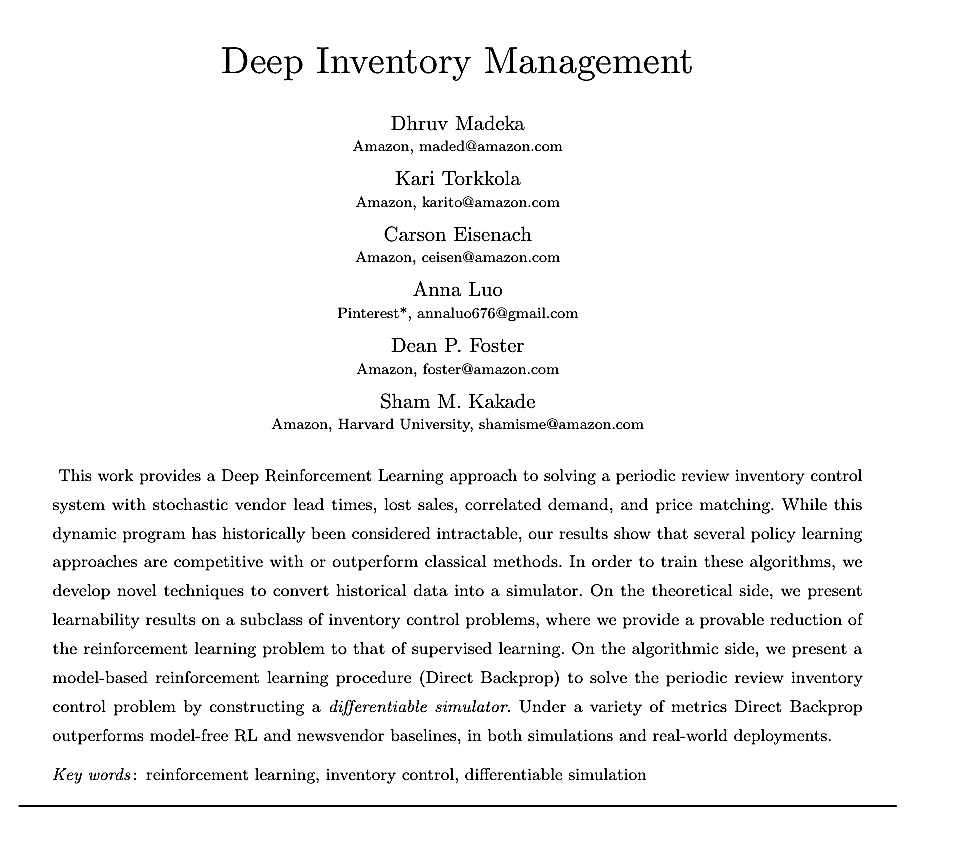 Deep Inventory Management
Dhruv Madeka
Amazon, maded@amazon.com
Kari Torkkola
Amazon, karito@amazon.com
Carson Eisenach
Amazon, ceisen@amazon.com
Anna Luo
Pinterest*, annaluo676@gmail.com
Dean P. Foster
Amazon, foster@amazon.com
Sham M. Kakade
Amazon, Harvard University, shamisme@amazon.com
This work provides a Deep Reinforcement Learning approach to solving a periodic review inventory control
system with stochastic vendor lead times, lost sales, correlated demand, and price matching. While this
dynamic program has historically been considered intractable, our results show that several policy learning
approaches are competitive with or outperform classical methods. In order to train these algorithms, we
develop novel techniques to convert historical data into a simulator. On the theoretical side, we present
learnability results on a subclass of inventory control problems, where we provide a provable reduction of
the reinforcement learning problem to that of supervised learning. On the algorithmic side, we present a
model-based reinforcement learning procedure (Direct Backprop) to solve the periodic review inventory
control problem by constructing a differentiable simulator. Under a variety of metrics Direct Backprop
outperforms model-free RL and newsvendor baselines, in both simulations and real-world deployments.
Key words: reinforcement learning, inventory control, differentiable simulation